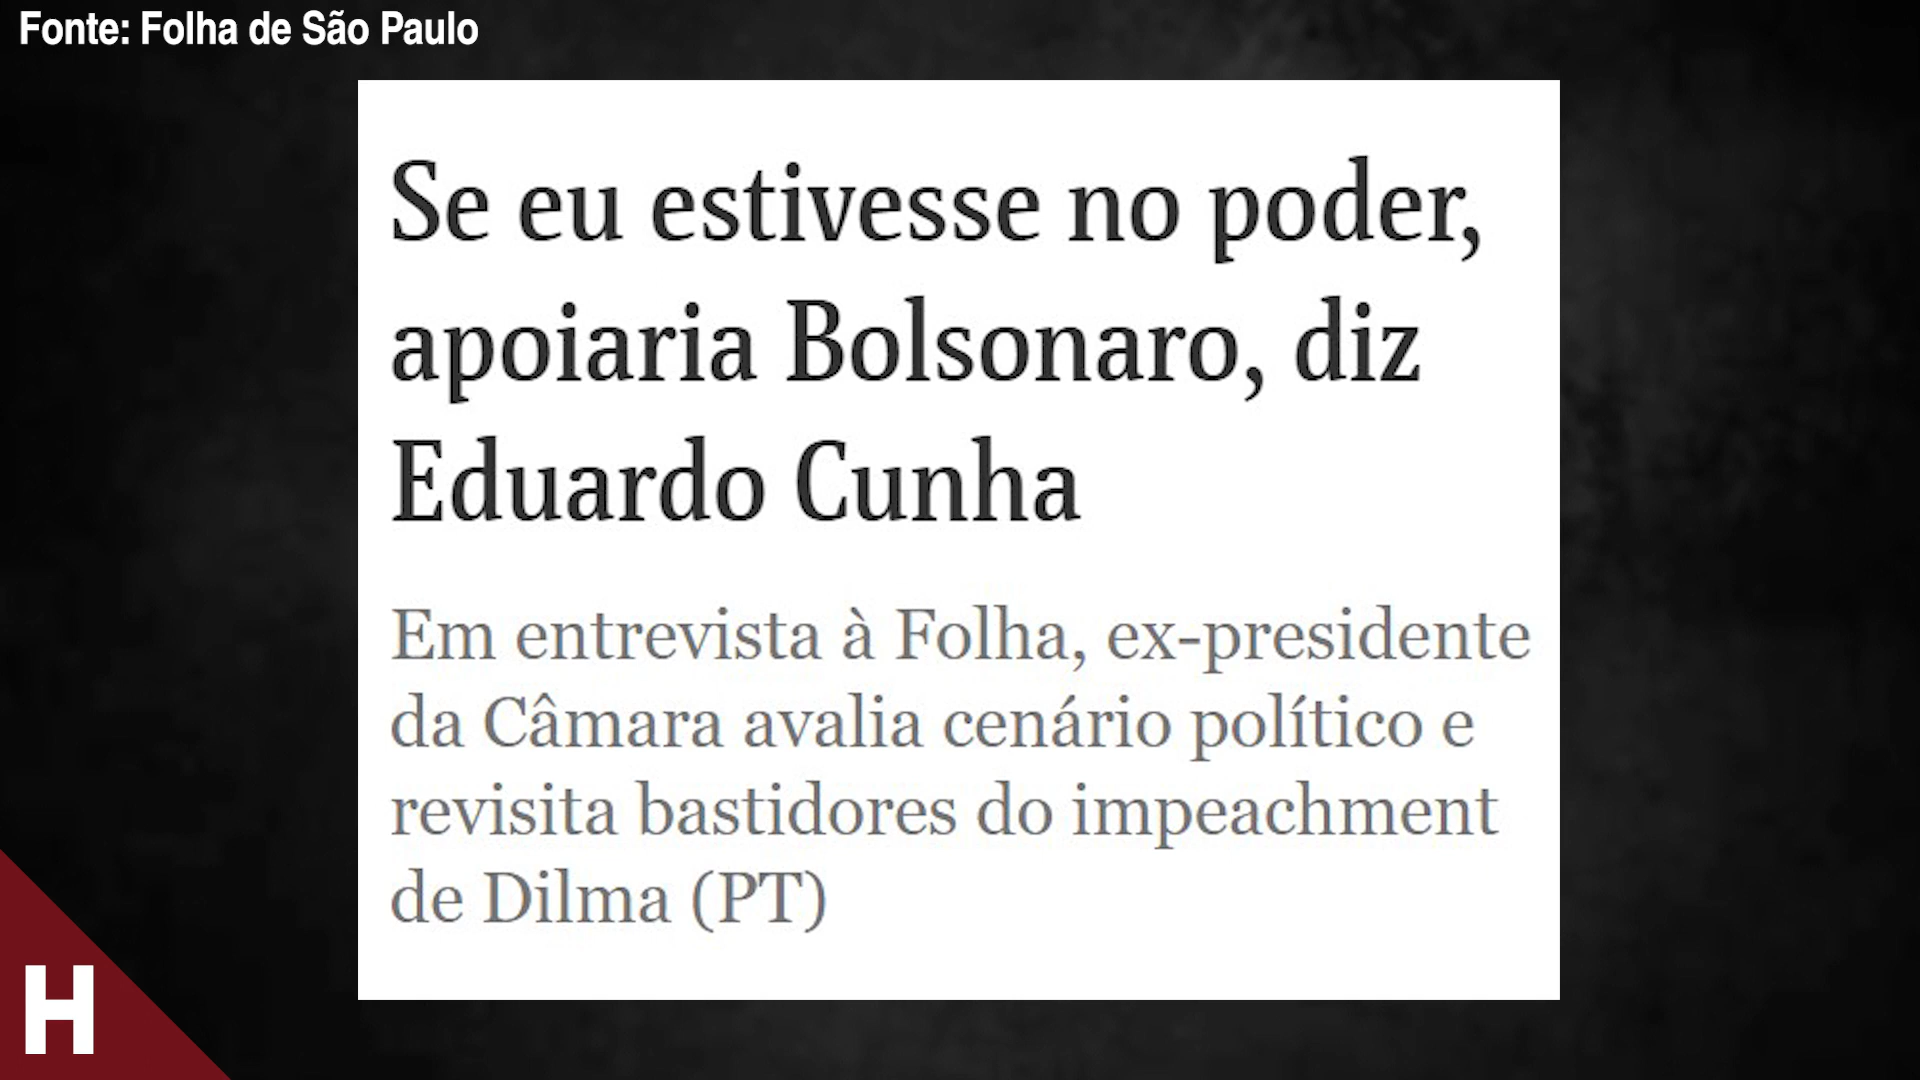 Fonte: Folha de São Paulo
Se eu estivesse no poder,
apoiaria Bolsonaro, diz
Eduardo Cunha
Em entrevista à Folha, ex-presidente
da Câmara avalia cenário político e
revisita bastidores do impeachment
de Dilma (PT)
H